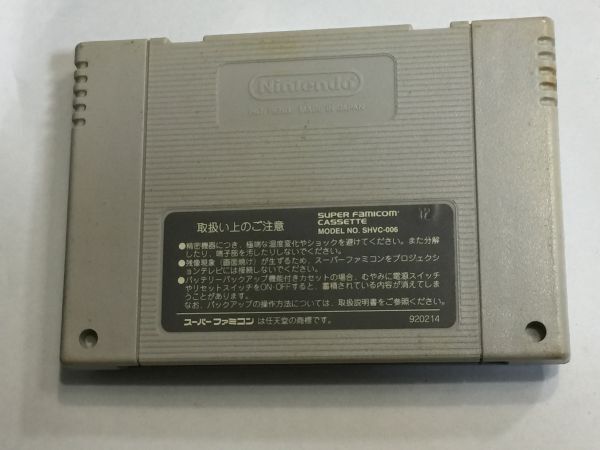 Nintendo
MADE IN JAPAN
取扱い上のご注意
SUPER FAMICOM
CASSETTE
MODEL NO. SHVC-006
12
●精密機器につき、極端な温度変化やショックを避けてください。また分解
したり、端子部を汚したりしないでください。
●残像現象(画面焼け)が生ずるため、スーパーファミコンをプロジェクシ
ョンテレビには接続しないでください。
●バッテリーバックアップ機能付きカセットの場合、むやみに電源スイッチ
やリセットスイッチをON・OFFすると、蓄積されている内容が消えてしま
うことがあります。
なお、バックアップの操作方法については、取扱説明書をご参照ください。
スーパーファミコンは任天堂の商標です。
920214